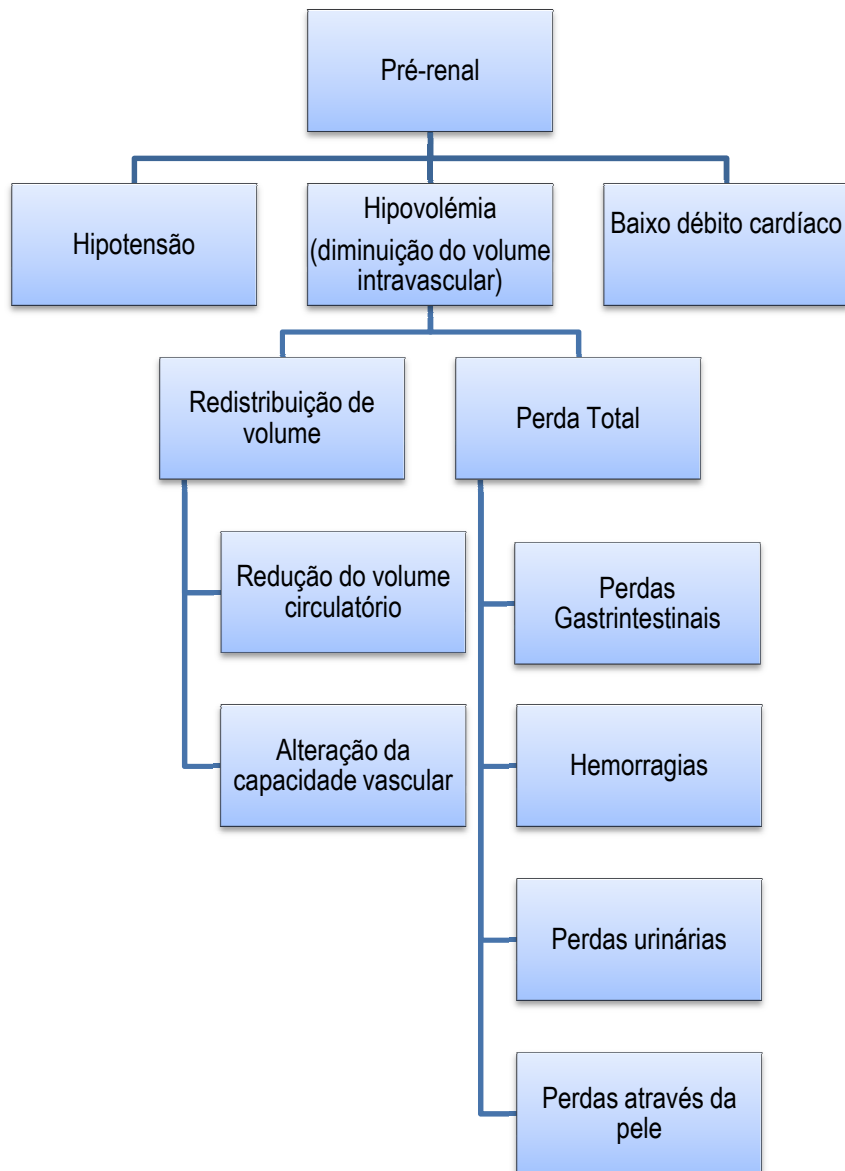 Pré-renal
Hipotensão
Hipovolémia
(diminuição do volume
intravascular)
Baixo débito cardíaco
Redistribuição de
volume
Perda Total
Redução do volume
circulatório
Alteração da
capacidade vascular
Perdas
Gastrintestinais
Hemorragias
Perdas urinárias
Perdas através da
pele